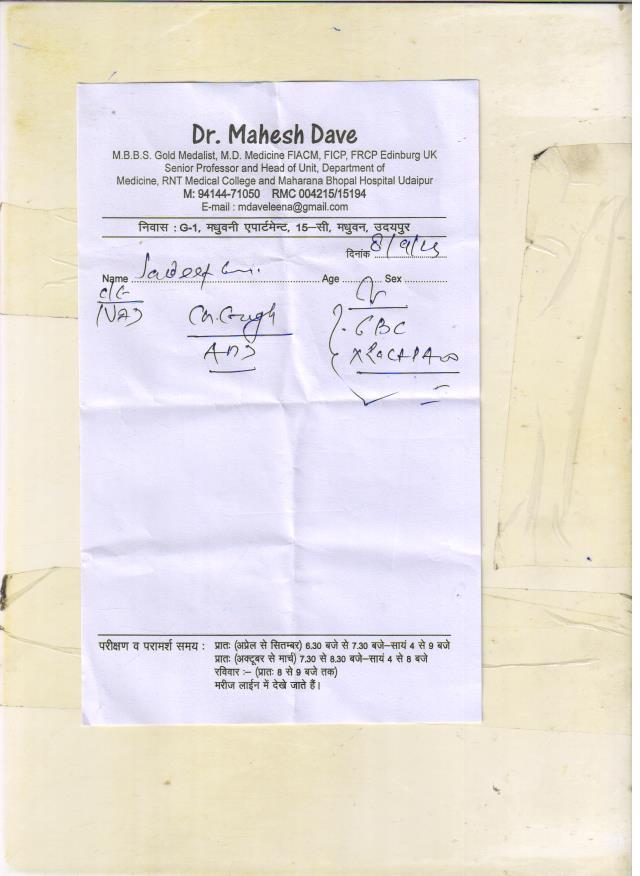 Dr. Mahesh Dave
M.B.B.S. Gold Medalist, M.D. Medicine FIACM, FICP, FRCP Edinburg UK
Senior Professor and Head of Unit, Department of
Medicine, RNT Medical College and Maharana Bhopal Hospital Udaipur
M: 94144-71050 RMC 004215/15194
E-mail : mdaveleena@gmail.com
निवास : G-1, मधुवनी एपार्टमेन्ट, 15–सी, मधुवन, उदयपुर
दिनांक
Name Age Sex
Ch. Cough
CBC
परीक्षण व परामर्श समय : प्रातः (अप्रेल से सितम्बर) 6.30 बजे से 7.30 बजे–सायं 4 से 9 बजे
प्रातः (अक्टूबर से मार्च) 7.30 से 8.30 बजे–सायं 4 से 8 बजे
रविवार :– (प्रातः 8 से 9 बजे तक)
मरीज लाईन में देखे जाते हैं।